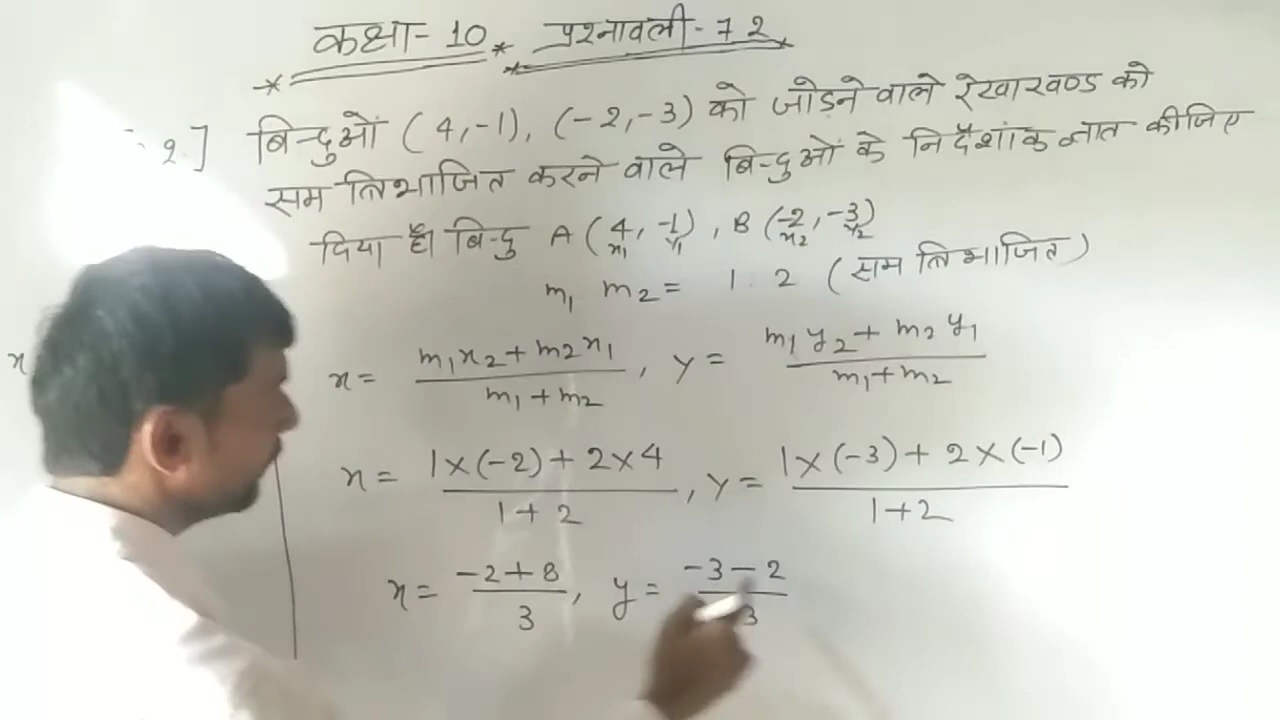 कक्षा- 10 * प्रश्नावली- 7 2
2.] बिन्दुओं (4,-1), (-2,-3) को जोड़ने वाले रेखाखण्ड को
सम त्रिभाजित करने वाले बिन्दुओं के निर्देशांक ज्ञात कीजिए
दिया है। बिन्दु A (4, -1), B (-2, -3)
x₁ y₁ x₂ y₂
m₁ m₂ = 1 : 2 (सम त्रिभाजित)
x = (m₁x₂ + m₂x₁)/(m₁ + m₂), y = (m₁y₂ + m₂y₁)/(m₁ + m₂)
x = (1×(-2) + 2×4)/(1 + 2), y = (1×(-3) + 2×(-1))/(1 + 2)
x = (-2 + 8)/3, y = (-3 - 2)/3
x